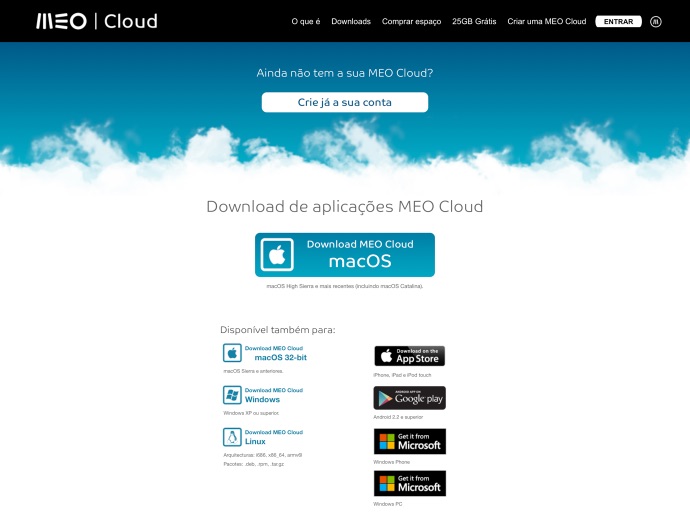 MEO | Cloud
O que é Downloads Comprar espaço 25GB Grátis Criar uma MEO Cloud ENTRAR m
Ainda não tem a sua MEO Cloud?
Crie já a sua conta
Download de aplicações MEO Cloud
Download MEO Cloud
macOS
macOS High Sierra e mais recentes (incluindo macOS Catalina).
Disponível também para:
Download MEO Cloud
macOS 32-bit
macOS Sierra e anteriores.
Download MEO Cloud
Windows
Windows XP ou superior.
Download MEO Cloud
Linux
Arquitecturas: i686, x86_64, armv6
Pacotes: .deb, .rpm, .tar.gz
Download on the
App Store
iPhone, iPad e iPod touch
ANDROID APP ON
Google play
Android 2.2 e superior
Get it from
Microsoft
Windows Phone
Get it from
Microsoft
Windows PC